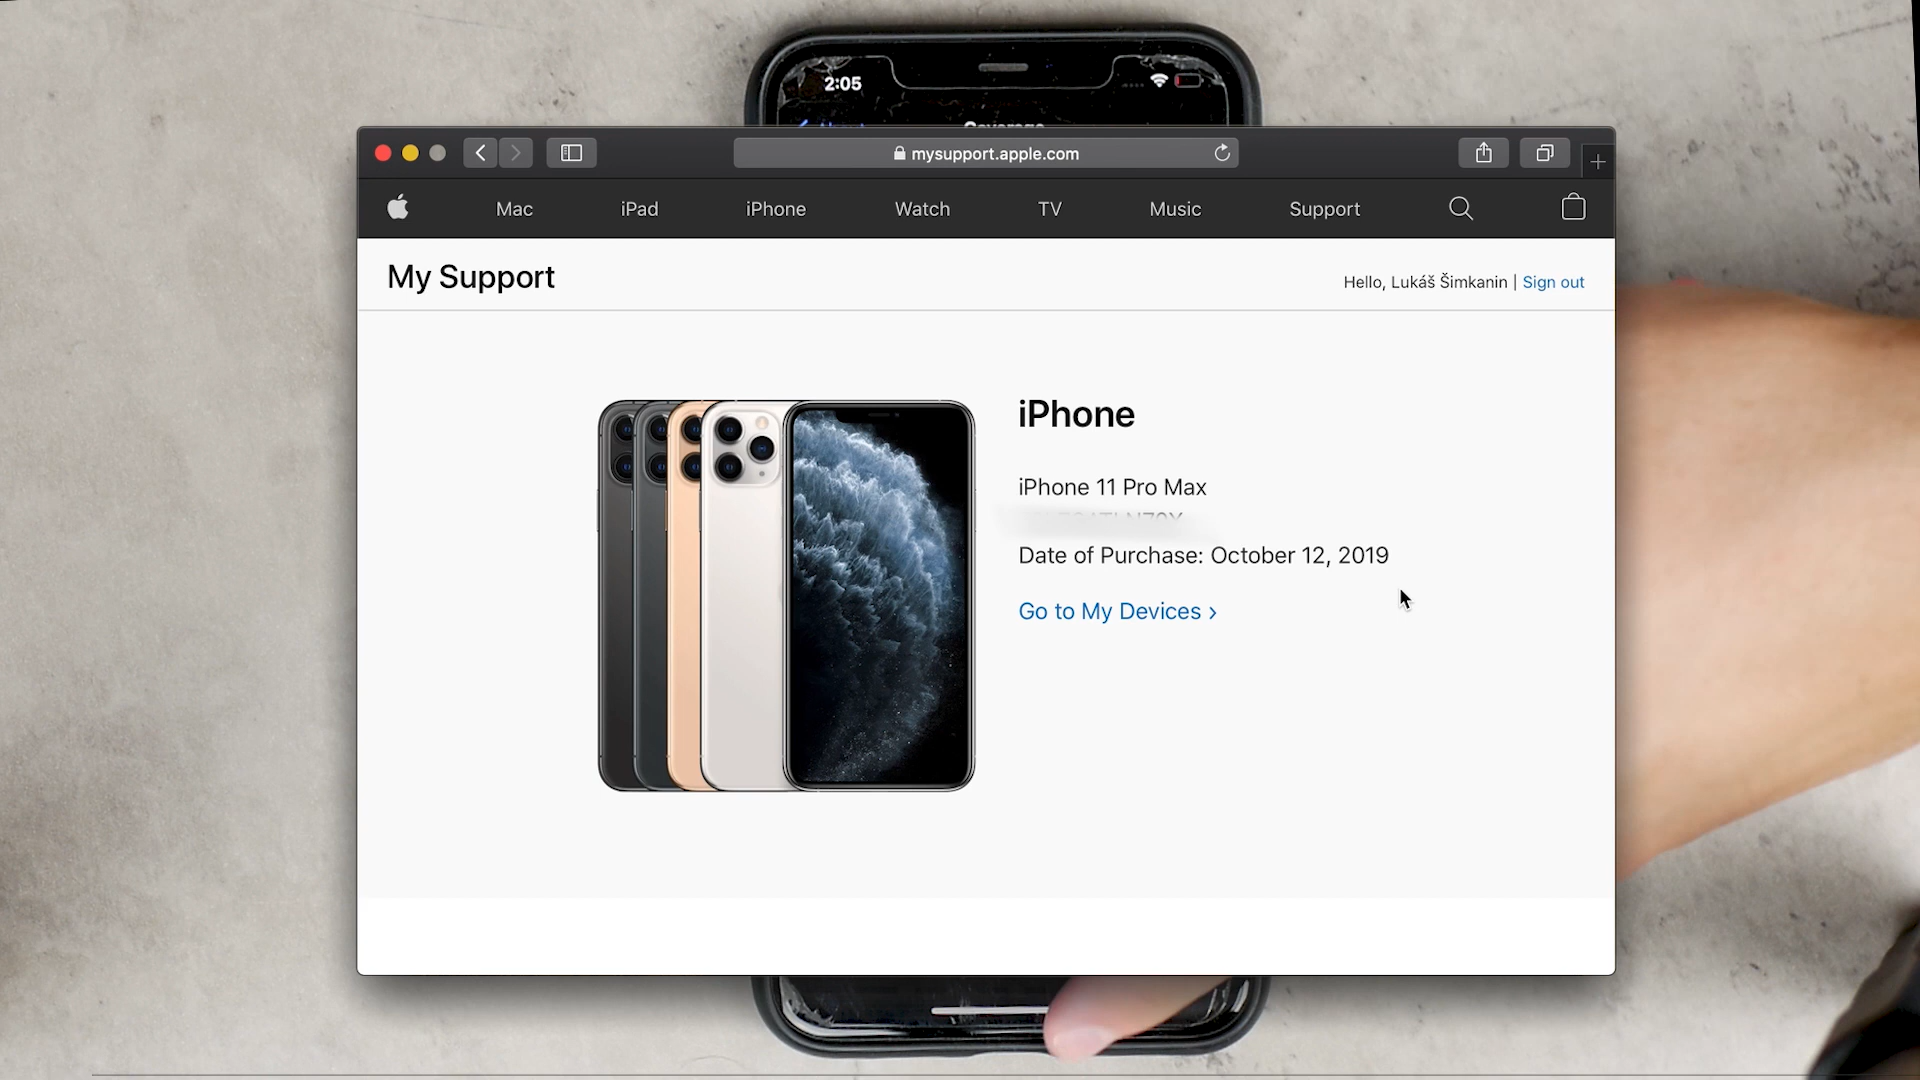 2:05
mysupport.apple.com
Mac iPad iPhone Watch TV Music Support
My Support
Hello, Lukáš Šimkanin | Sign out
iPhone
iPhone 11 Pro Max
Date of Purchase: October 12, 2019
Go to My Devices ›